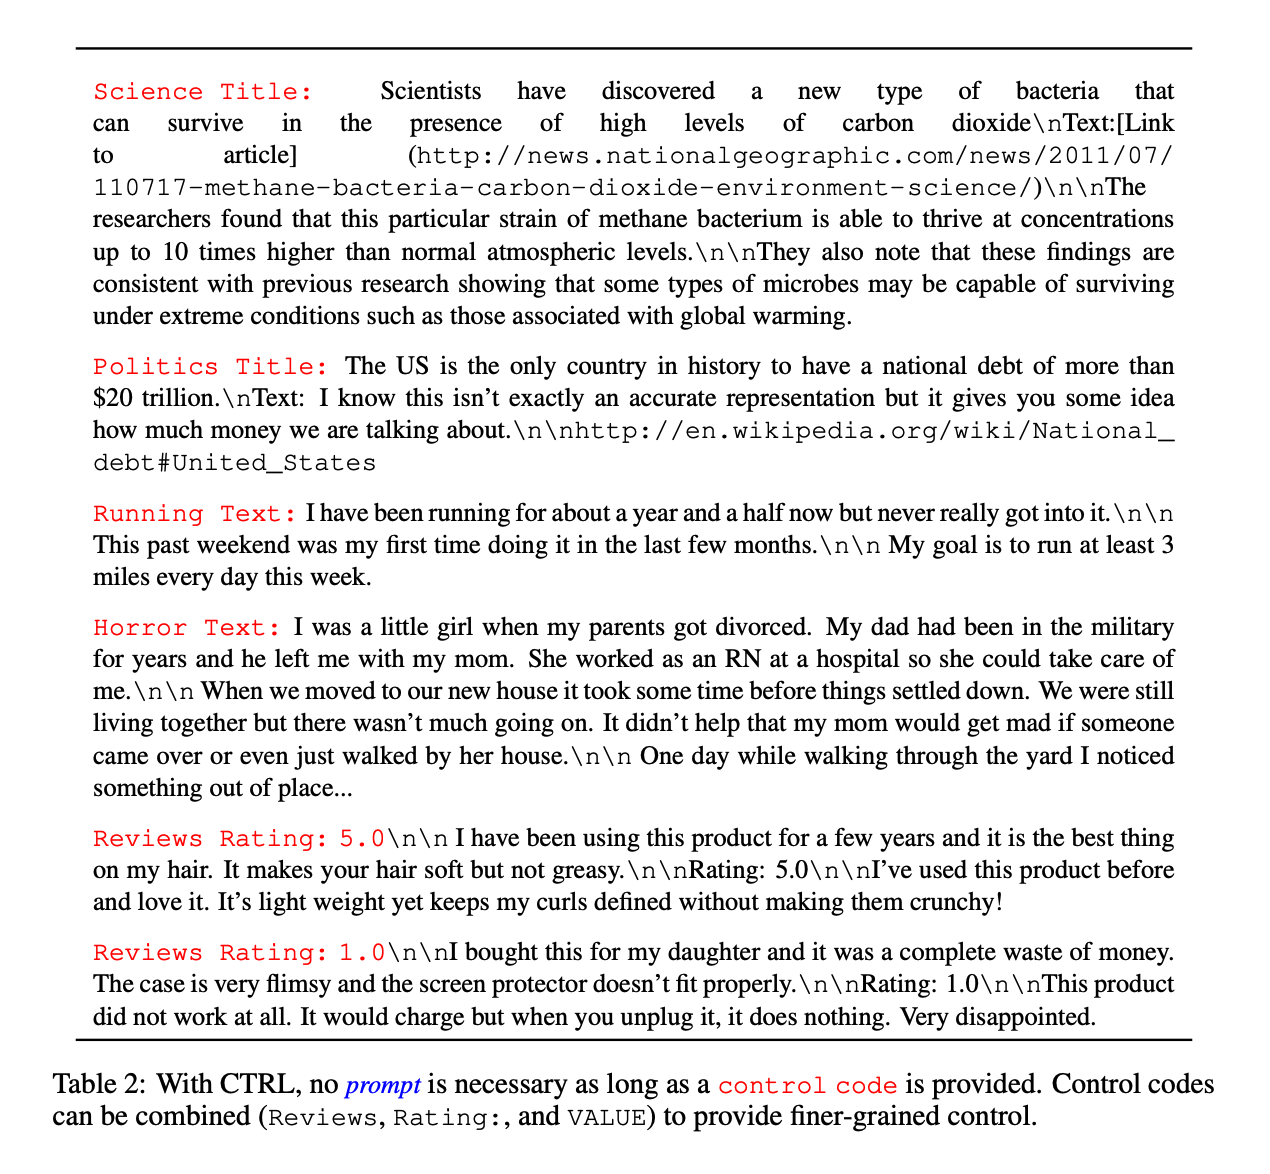 Science Title: Scientists have discovered a new type of bacteria that
can survive in the presence of high levels of carbon dioxide\nText:[Link
to article] (http://news.nationalgeographic.com/news/2011/07/
110717-methane-bacteria-carbon-dioxide-environment-science/)\n\nThe
researchers found that this particular strain of methane bacterium is able to thrive at concentrations
up to 10 times higher than normal atmospheric levels.\n\nThey also note that these findings are
consistent with previous research showing that some types of microbes may be capable of surviving
under extreme conditions such as those associated with global warming.
Politics Title: The US is the only country in history to have a national debt of more than
$20 trillion.\nText: I know this isn't exactly an accurate representation but it gives you some idea
how much money we are talking about.\n\nhttp://en.wikipedia.org/wiki/National_
debt#United_States
Running Text: I have been running for about a year and a half now but never really got into it.\n\n
This past weekend was my first time doing it in the last few months.\n\n My goal is to run at least 3
miles every day this week.
Horror Text: I was a little girl when my parents got divorced. My dad had been in the military
for years and he left me with my mom. She worked as an RN at a hospital so she could take care of
me.\n\n When we moved to our new house it took some time before things settled down. We were still
living together but there wasn't much going on. It didn't help that my mom would get mad if someone
came over or even just walked by her house.\n\n One day while walking through the yard I noticed
something out of place...
Reviews Rating: 5.0\n\n I have been using this product for a few years and it is the best thing
on my hair. It makes your hair soft but not greasy.\n\nRating: 5.0\n\nI've used this product before
and love it. It's light weight yet keeps my curls defined without making them crunchy!
Reviews Rating: 1.0\n\nI bought this for my daughter and it was a complete waste of money.
The case is very flimsy and the screen protector doesn't fit properly.\n\nRating: 1.0\n\nThis product
did not work at all. It would charge but when you unplug it, it does nothing. Very disappointed.
Table 2: With CTRL, no prompt is necessary as long as a control code is provided. Control codes
can be combined (Reviews, Rating:, and VALUE) to provide finer-grained control.